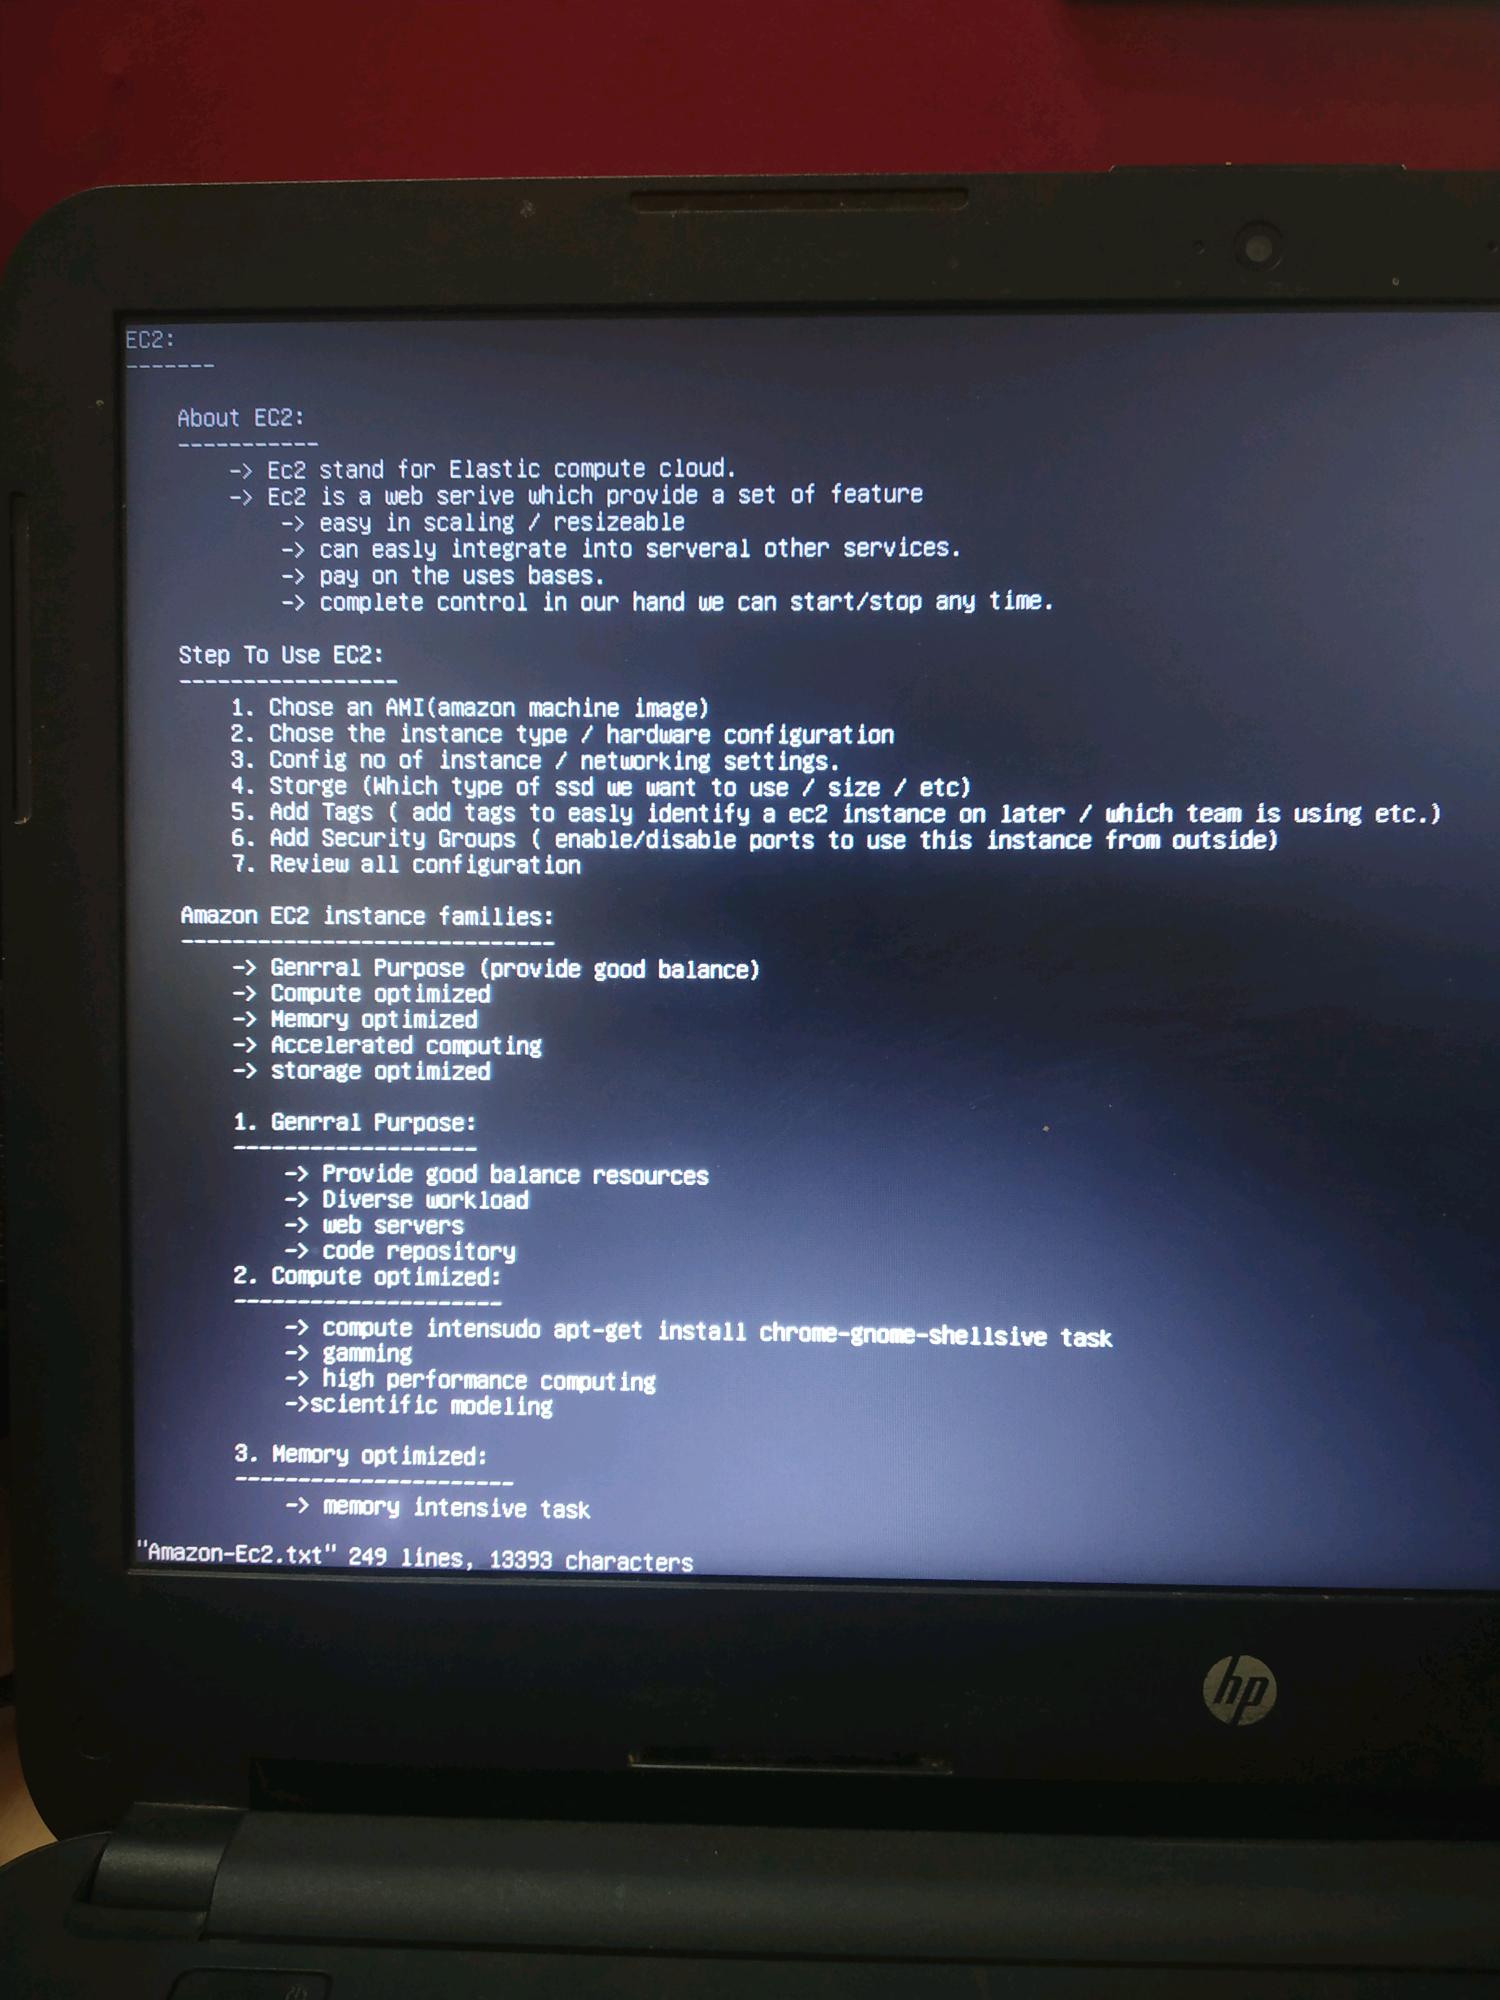 EC2:
-------
About EC2:
-----------
-> Ec2 stand for Elastic compute cloud.
-> Ec2 is a web serive which provide a set of feature
-> easy in scaling / resizeable
-> can easly integrate into serveral other services.
-> pay on the uses bases.
-> complete control in our hand we can start/stop any time.
Step To Use EC2:
-----------------
1. Chose an AMI(amazon machine image)
2. Chose the instance type / hardware configuration
3. Config no of instance / networking settings.
4. Storge (Which type of ssd we want to use / size / etc)
5. Add Tags ( add tags to easly identify a ec2 instance on later / which team is using etc.)
6. Add Security Groups ( enable/disable ports to use this instance from outside)
7. Review all configuration
Amazon EC2 instance families:
-----------------------------
-> Genrral Purpose (provide good balance)
-> Compute optimized
-> Memory optimized
-> Accelerated computing
-> storage optimized
1. Genrral Purpose:
-------------------
-> Provide good balance resources
-> Diverse workload
-> web servers
-> code repository
2. Compute optimized:
---------------------
-> compute intensudo apt-get install chrome-gnome-shellsive task
-> gamming
-> high performance computing
->scientific modeling
3. Memory optimized:
----------------------
-> memory intensive task
"Amazon-Ec2.txt" 249 lines, 13393 characters
hp